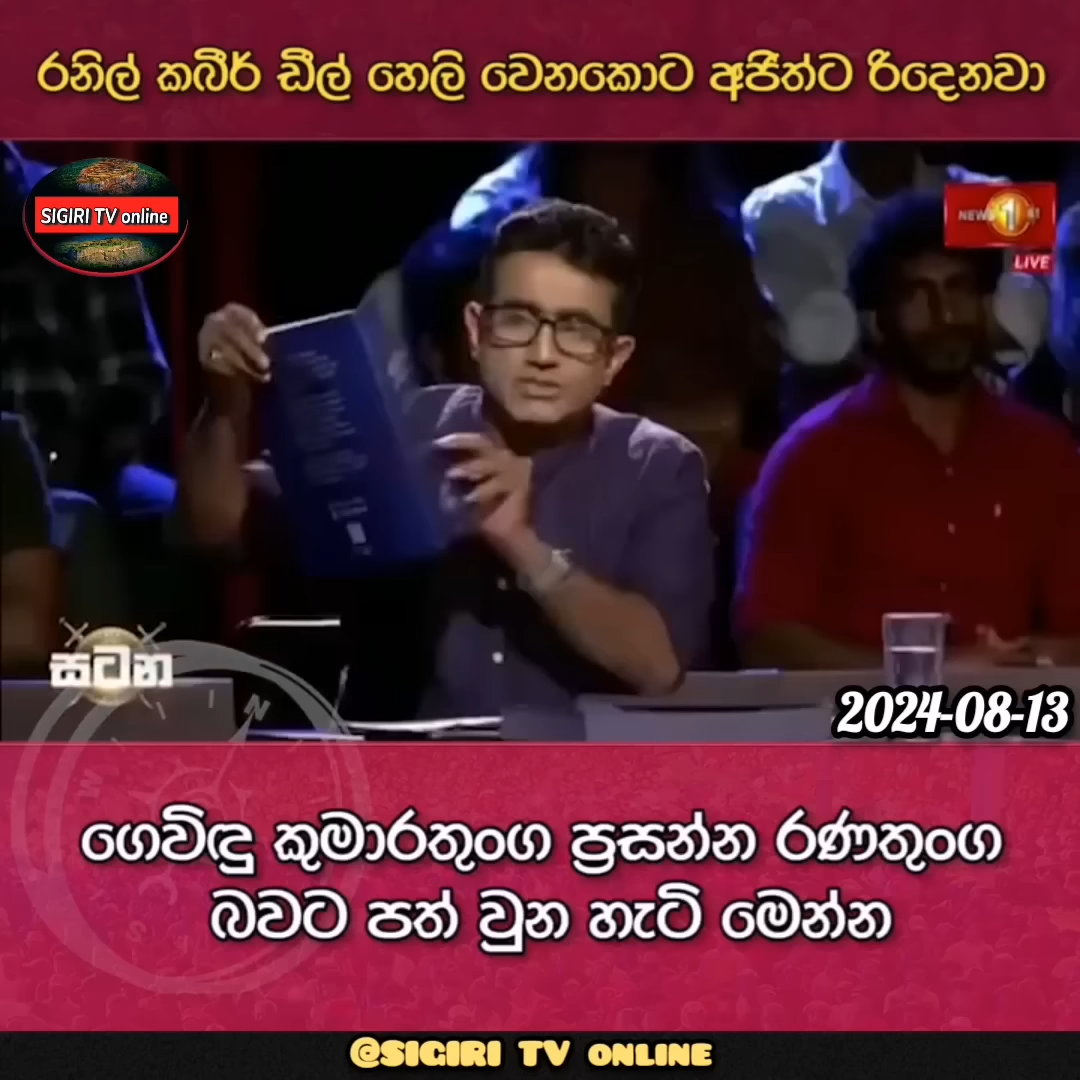 රනිල් කබීර් ඩීල් හෙලි වෙනකොට අජිත්ට රිදෙනවා
SIGIRI TV online
NEWS 1ST
LIVE
සටන
2024-08-13
ගෙවිඳු කුමාරතුංග ප්‍රසන්න රණතුංග
බවට පත් වුන හැටි මෙන්න
@SIGIRI TV ONLINE